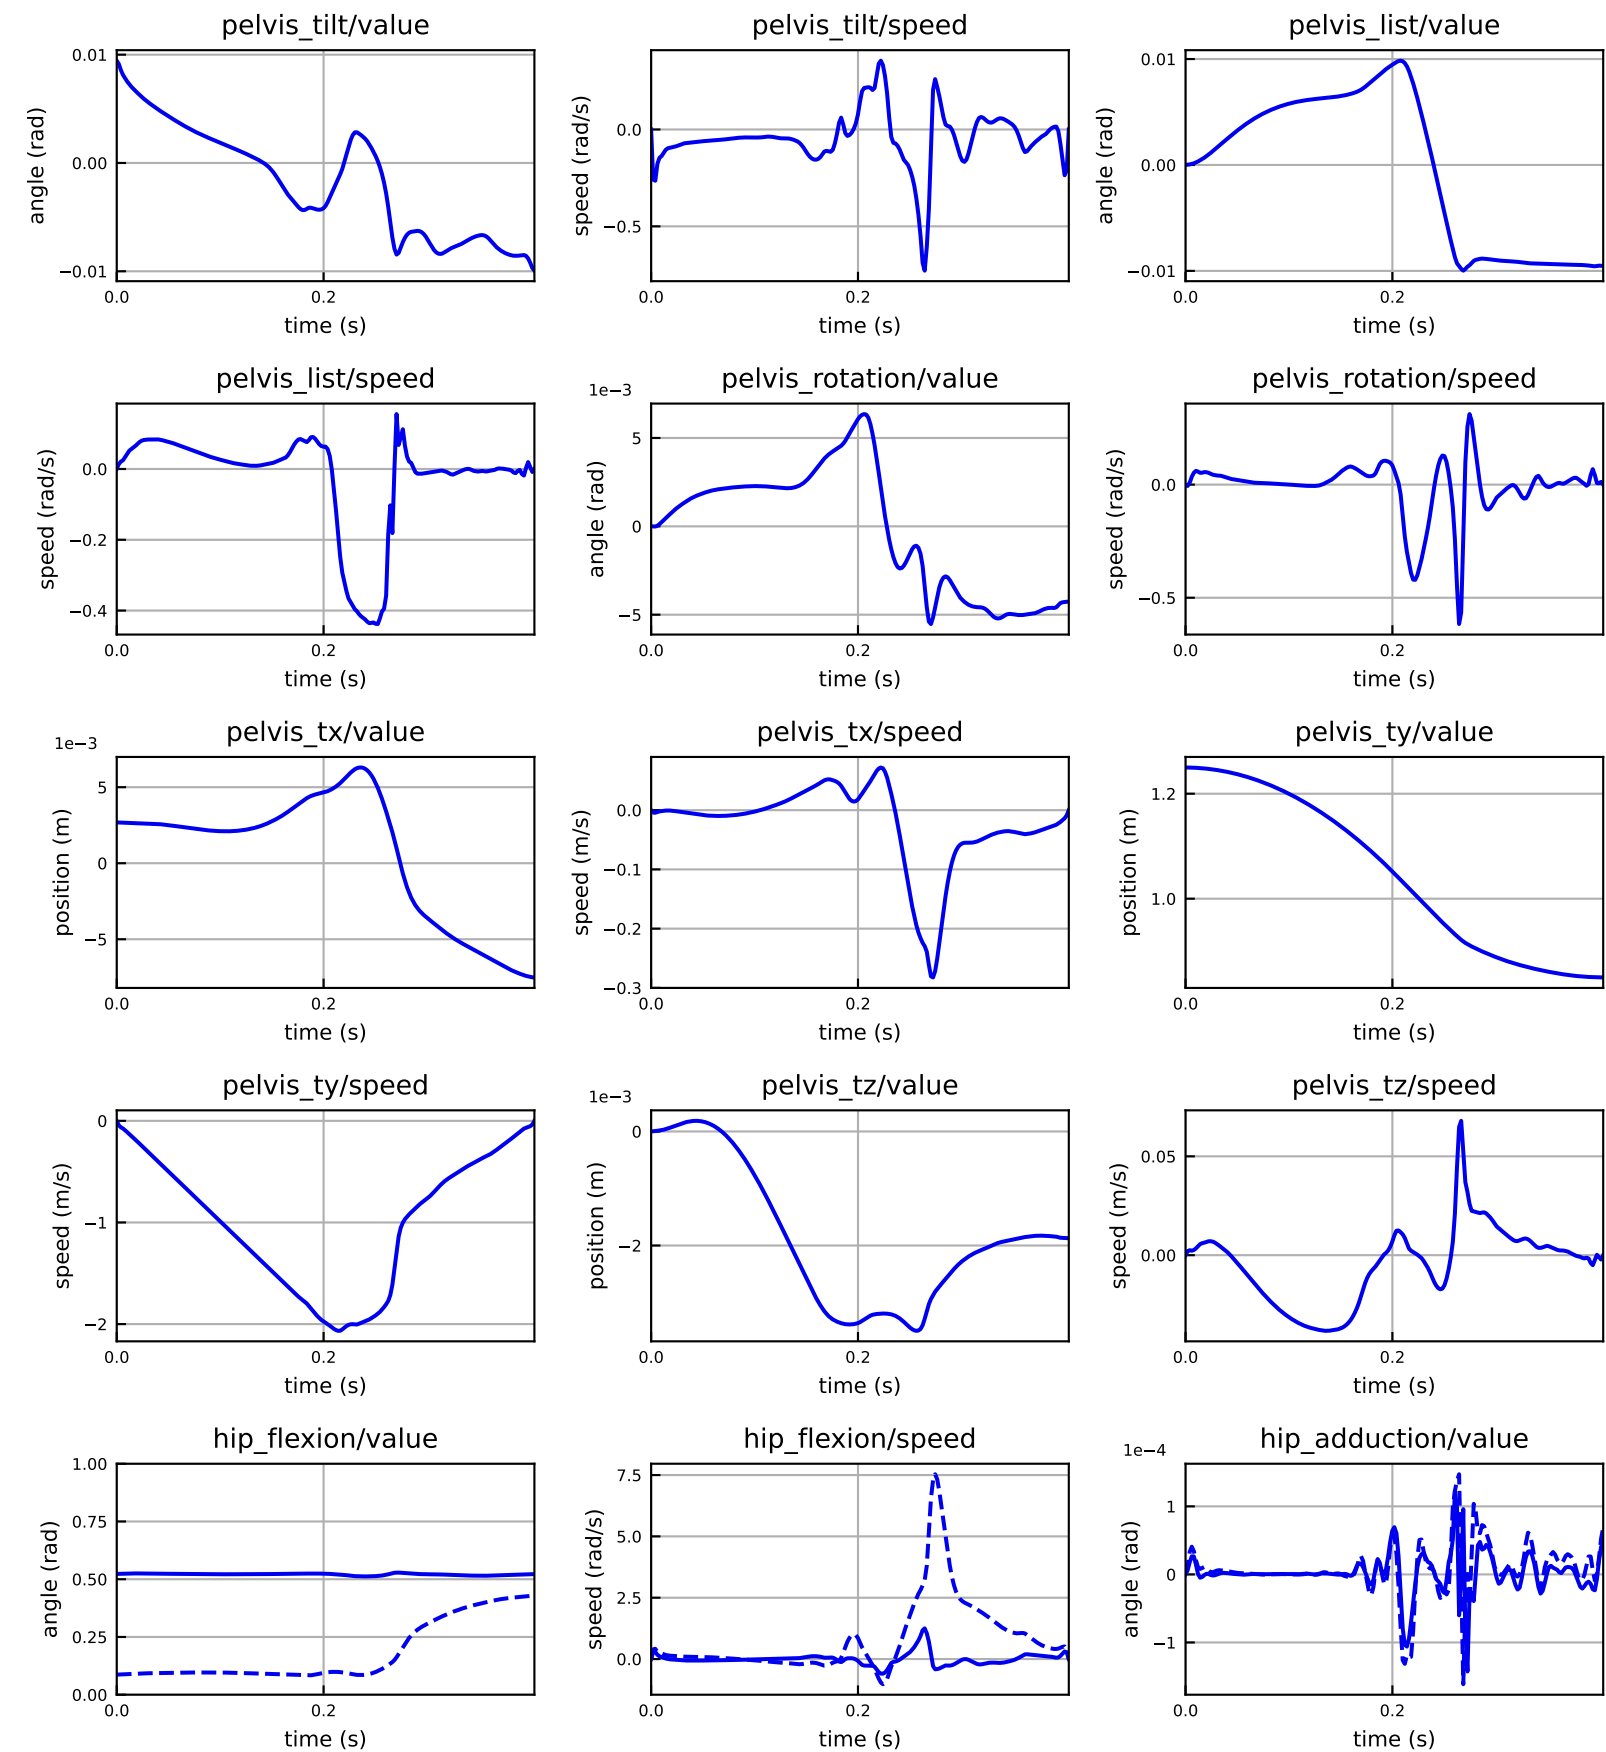 pelvis_tilt/value
angle (rad)
0.01
0.00
−0.01
0.0
0.2
time (s)
pelvis_tilt/speed
speed (rad/s)
0.0
−0.5
0.0
0.2
time (s)
pelvis_list/value
angle (rad)
0.01
0.00
−0.01
0.0
0.2
time (s)
pelvis_list/speed
speed (rad/s)
0.0
−0.2
−0.4
0.0
0.2
time (s)
pelvis_rotation/value
1e−3
angle (rad)
5
0
−5
0.0
0.2
time (s)
pelvis_rotation/speed
speed (rad/s)
0.0
−0.5
0.0
0.2
time (s)
pelvis_tx/value
1e−3
position (m)
5
0
−5
0.0
0.2
time (s)
pelvis_tx/speed
speed (m/s)
0.0
−0.1
−0.2
−0.3
0.0
0.2
time (s)
pelvis_ty/value
position (m)
1.2
1.0
0.0
0.2
time (s)
pelvis_ty/speed
speed (m/s)
0
−1
−2
0.0
0.2
time (s)
pelvis_tz/value
1e−3
position (m)
0
−2
0.0
0.2
time (s)
pelvis_tz/speed
speed (m/s)
0.05
0.00
0.0
0.2
time (s)
hip_flexion/value
angle (rad)
1.00
0.75
0.50
0.25
0.00
0.0
0.2
time (s)
hip_flexion/speed
speed (rad/s)
7.5
5.0
2.5
0.0
0.0
0.2
time (s)
hip_adduction/value
1e−4
angle (rad)
1
0
−1
0.0
0.2
time (s)